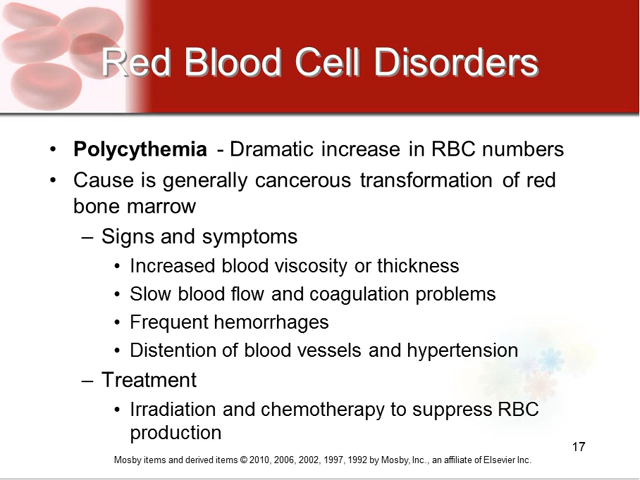 Red Blood Cell Disorders
• Polycythemia - Dramatic increase in RBC numbers
• Cause is generally cancerous transformation of red
bone marrow
– Signs and symptoms
• Increased blood viscosity or thickness
• Slow blood flow and coagulation problems
• Frequent hemorrhages
• Distention of blood vessels and hypertension
– Treatment
• Irradiation and chemotherapy to suppress RBC
production
17
Mosby items and derived items © 2010, 2006, 2002, 1997, 1992 by Mosby, Inc., an affiliate of Elsevier Inc.